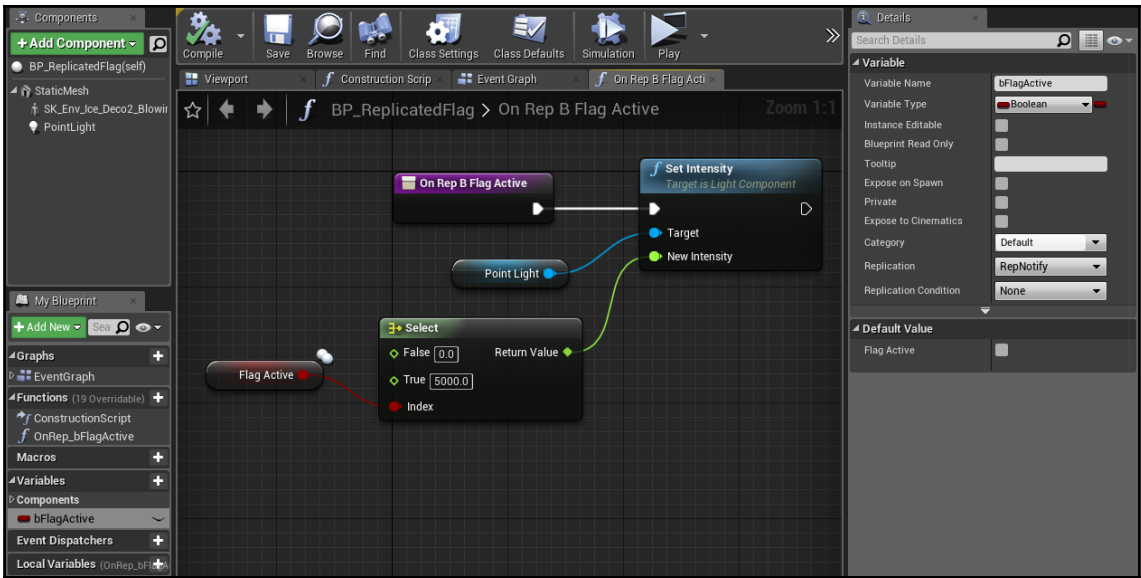 Components
+Add Component
BP_ReplicatedFlag(self)
StaticMesh
SK_Env_Ice_Deco2_Blowin
PointLight
My Blueprint
+Add New
Sea
Graphs
EventGraph
Functions (19 Overridable)
ConstructionScript
OnRep_bFlagActive
Macros
Variables
Components
bFlagActive
Event Dispatchers
Local Variables (OnRep_bFlagA
Compile
Save
Browse
Find
Class Settings
Class Defaults
Simulation
Play
Viewport
Construction Scrip
Event Graph
On Rep B Flag Acti
BP_ReplicatedFlag > On Rep B Flag Active
Zoom 1:1
On Rep B Flag Active
Set Intensity
Target is Light Component
Target
New Intensity
Point Light
Select
False 0.0
Return Value
True 5000.0
Index
Flag Active
Details
Search Details
Variable
Variable Name bFlagActive
Variable Type Boolean
Instance Editable
Blueprint Read Only
Tooltip
Expose on Spawn
Private
Expose to Cinematics
Category Default
Replication RepNotify
Replication Condition None
Default Value
Flag Active